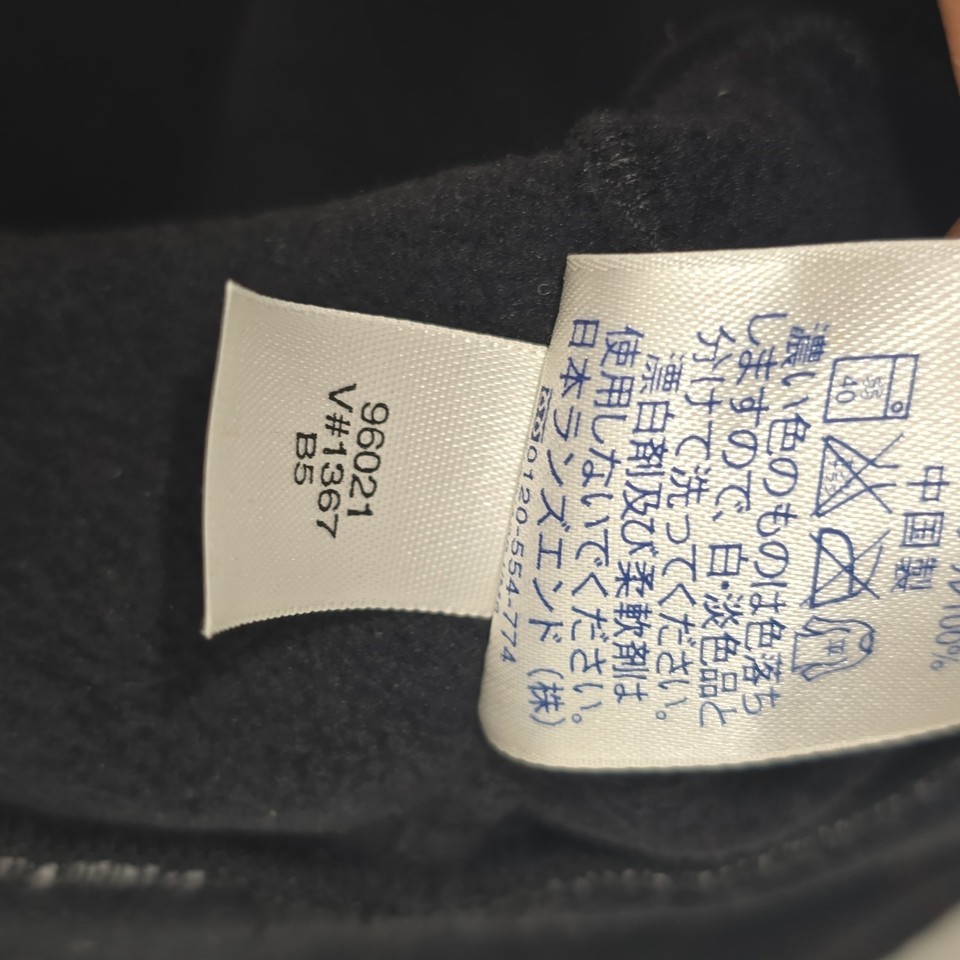 96021
V#1367
B5
100%
中国製
40
濃い色のものは色落ち
しますので、白・淡色品と
分けて洗ってください。
漂白剤及び柔軟剤は
使用しないでください。
日本ランズエンド(株)
0120-554-774